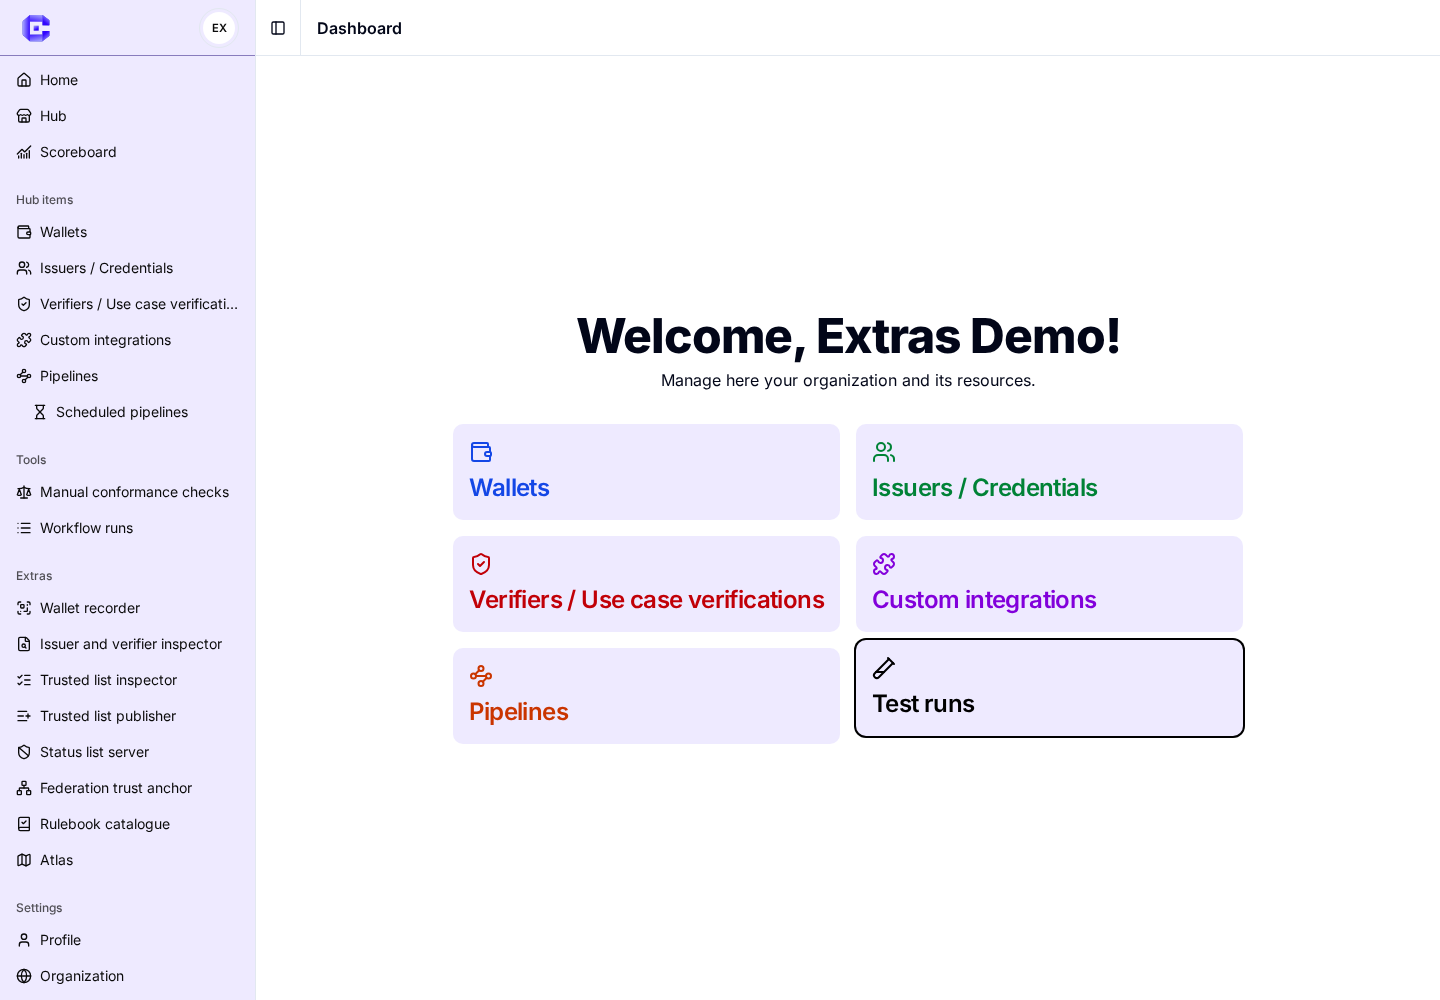 EX
Dashboard
Home
Hub
Scoreboard
Hub items
Wallets
Issuers / Credentials
Verifiers / Use case verificati...
Custom integrations
Pipelines
Scheduled pipelines
Tools
Manual conformance checks
Workflow runs
Extras
Wallet recorder
Issuer and verifier inspector
Trusted list inspector
Trusted list publisher
Status list server
Federation trust anchor
Rulebook catalogue
Atlas
Settings
Profile
Organization
Welcome, Extras Demo!
Manage here your organization and its resources.
Wallets
Issuers / Credentials
Verifiers / Use case verifications
Custom integrations
Pipelines
Test runs